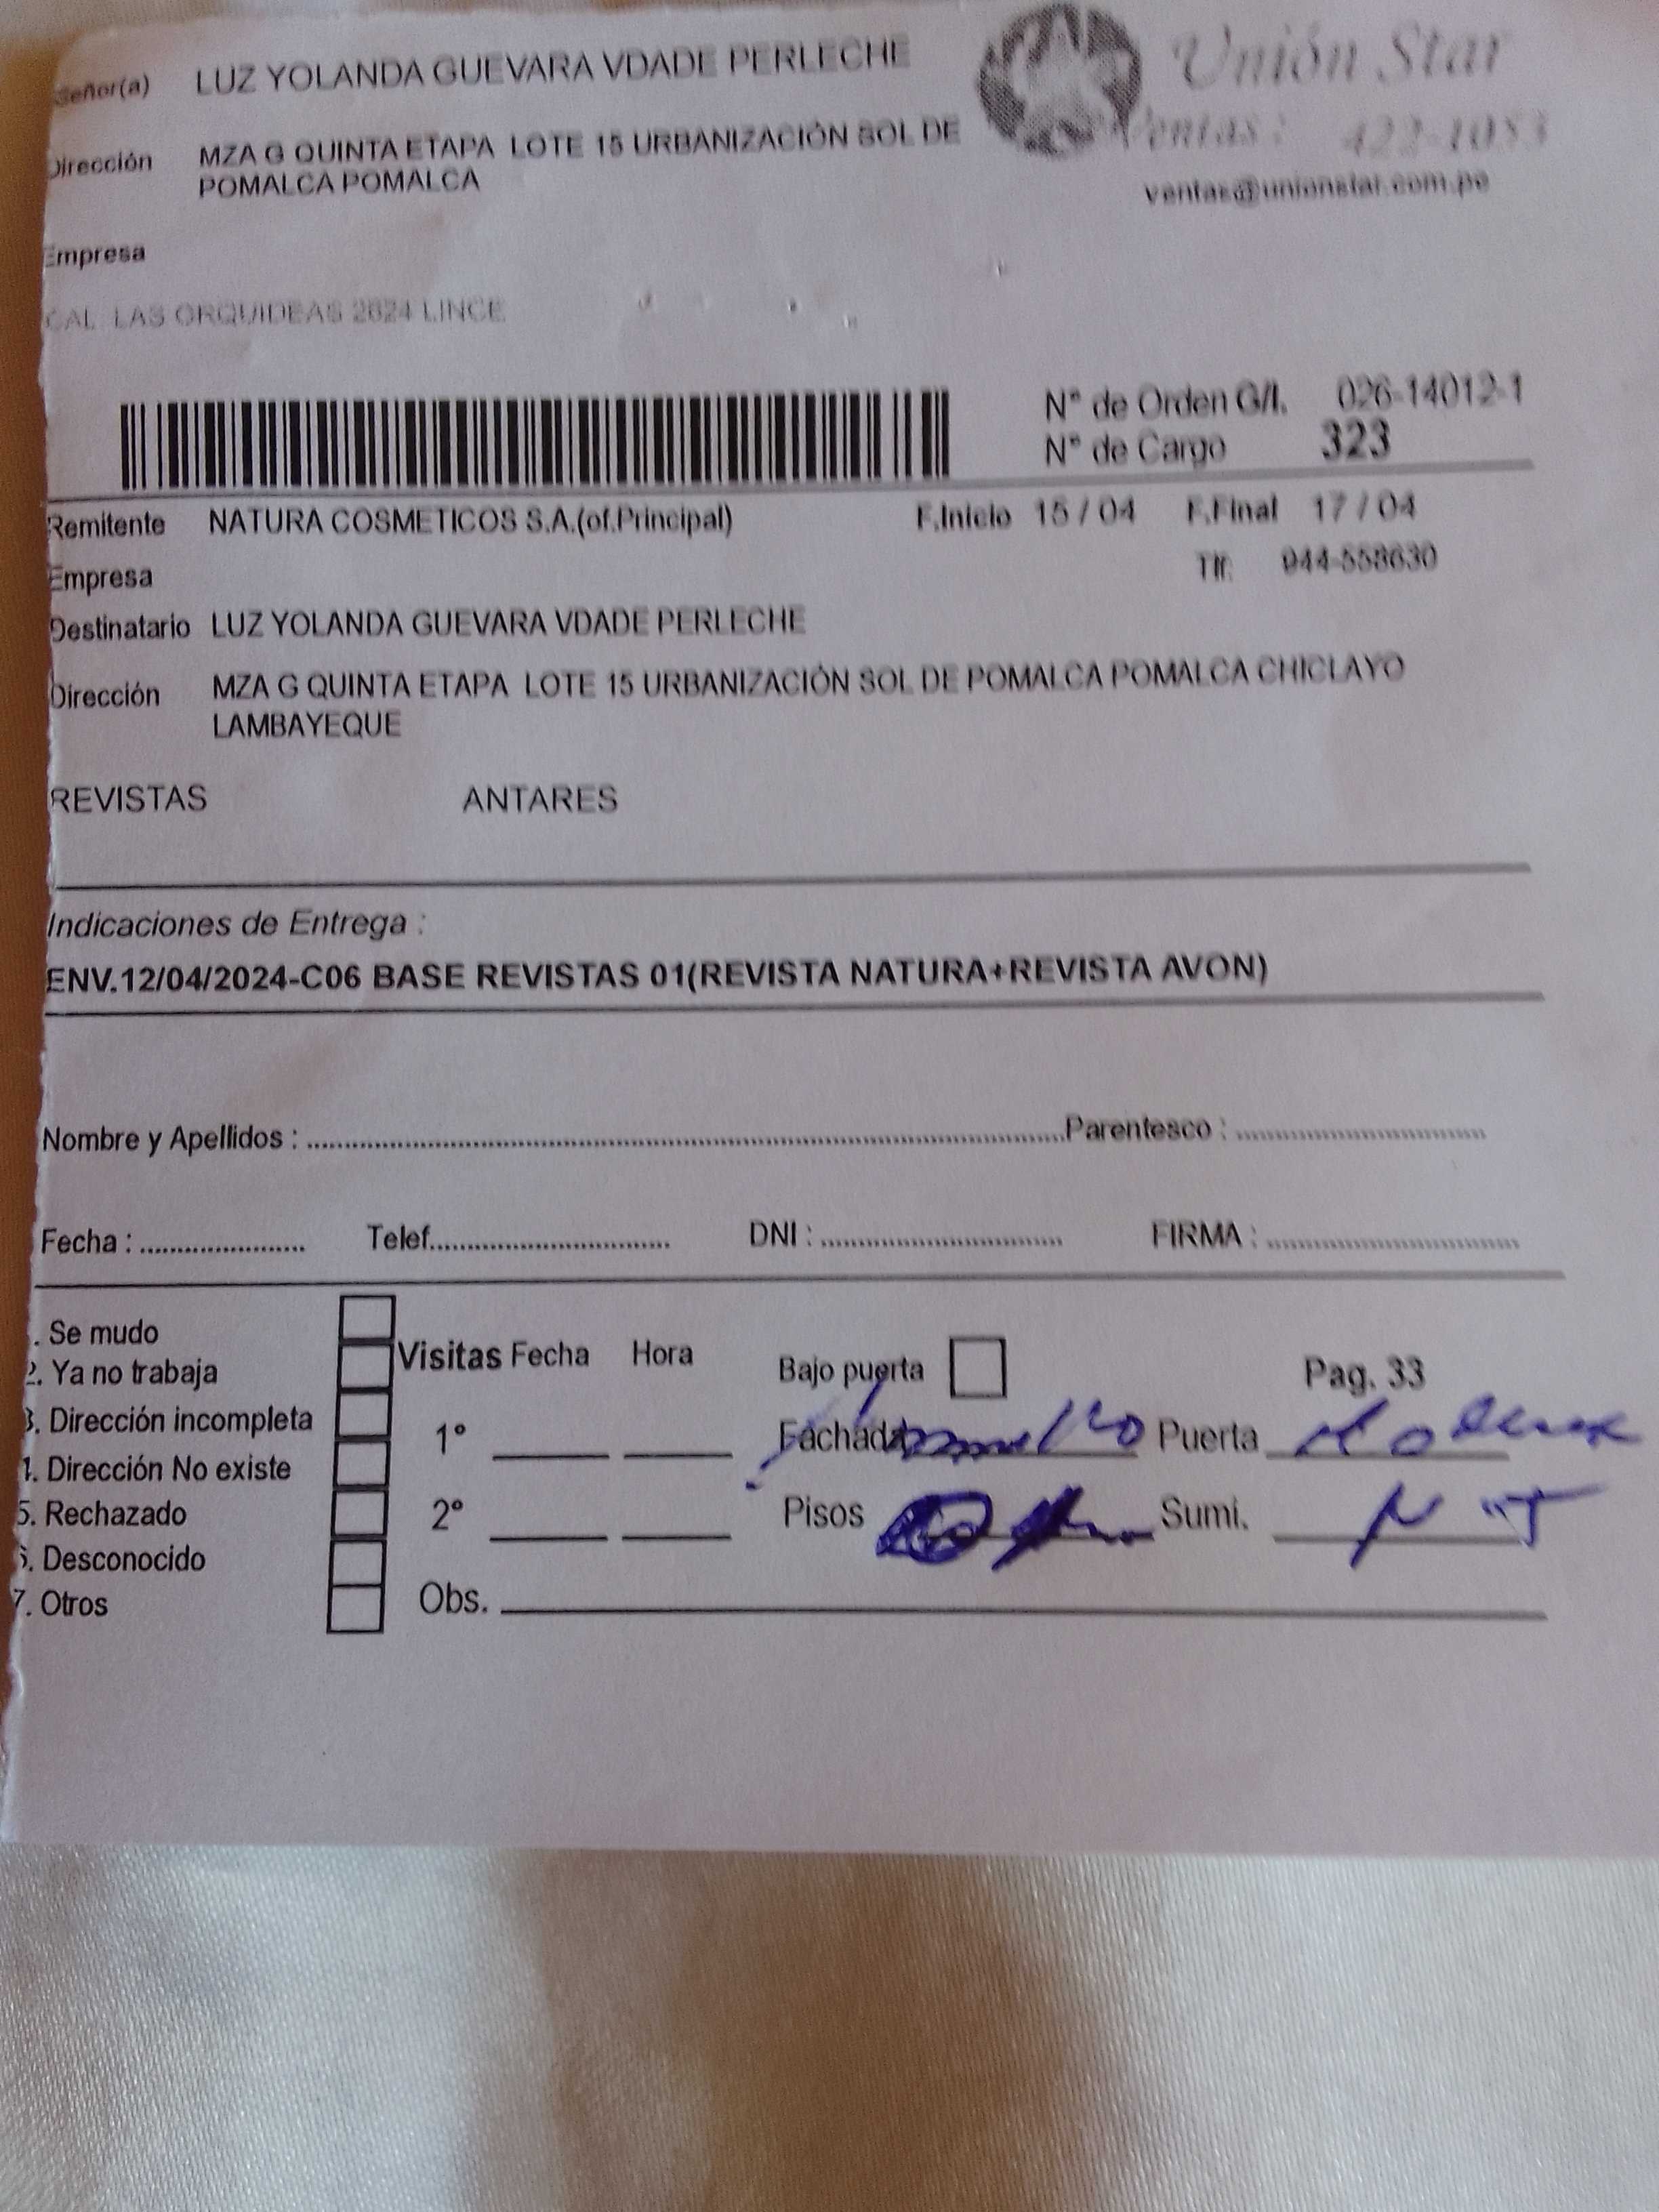 Señor(a) LUZ YOLANDA GUEVARA VDADE PERLECHE
Unión Star
Dirección MZA G QUINTA ETAPA LOTE 15 URBANIZACIÓN SOL DE
POMALCA POMALCA
Ventas: 422-1053
ventas@unionstar.com.pe
Empresa
CAL. LAS ORQUIDEAS 2624 LINCE
N° de Orden G/I. 026-14012-1
N° de Cargo 323
Remitente NATURA COSMETICOS S.A.(of.Principal) F.Inicio 15 / 04 F.Final 17 / 04
Empresa Tlf: 944-558630
Destinatario LUZ YOLANDA GUEVARA VDADE PERLECHE
Dirección MZA G QUINTA ETAPA LOTE 15 URBANIZACIÓN SOL DE POMALCA POMALCA CHICLAYO
LAMBAYEQUE
REVISTAS ANTARES
Indicaciones de Entrega :
ENV.12/04/2024-C06 BASE REVISTAS 01(REVISTA NATURA+REVISTA AVON)
Nombre y Apellidos : Parentesco :
Fecha : Telef. DNI : FIRMA :
. Se mudo
2. Ya no trabaja
3. Dirección incompleta
4. Dirección No existe
5. Rechazado
6. Desconocido
7. Otros
Visitas Fecha Hora
1°
2°
Obs.
Bajo puerta Pag. 33
Fachada Puerta
Pisos Sumi.